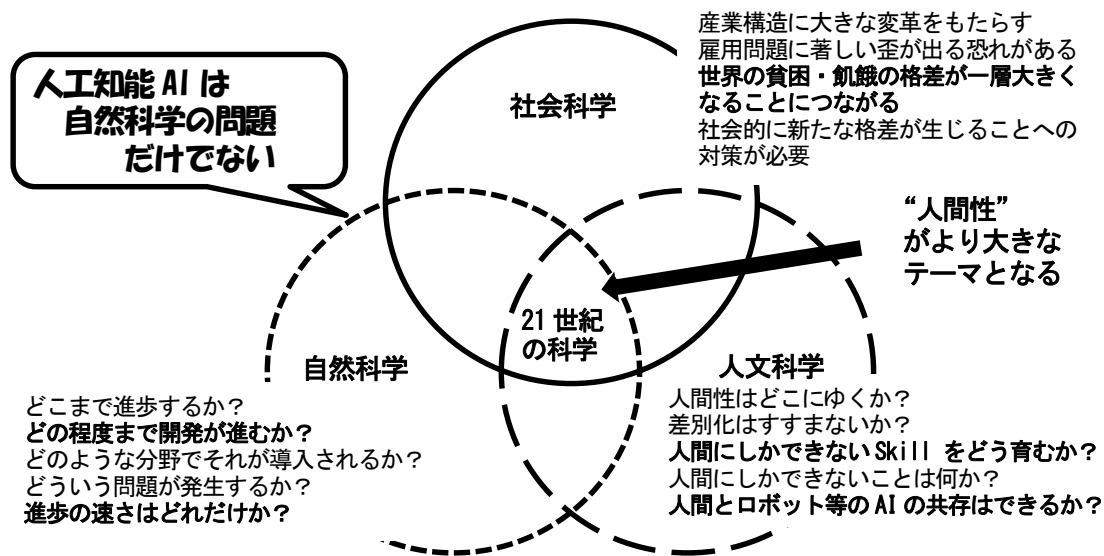 人工知能 AI は
自然科学の問題
だけでない
社会科学
産業構造に大きな変革をもたらす
雇用問題に著しい歪が出る恐れがある
世界の貧困・飢餓の格差が一層大きく
なることにつながる
社会的に新たな格差が生じることへの
対策が必要
“人間性”
がより大きな
テーマとなる
21 世紀
の科学
自然科学
どこまで進歩するか？
どの程度まで開発が進むか？
どのような分野でそれが導入されるか？
どういう問題が発生するか？
進歩の速さはどれだけか？
人文科学
人間性はどこにゆくか？
差別化はすすまないか？
人間にしかできない Skill をどう育むか？
人間にしかできないことは何か？
人間とロボット等の AI の共存はできるか？